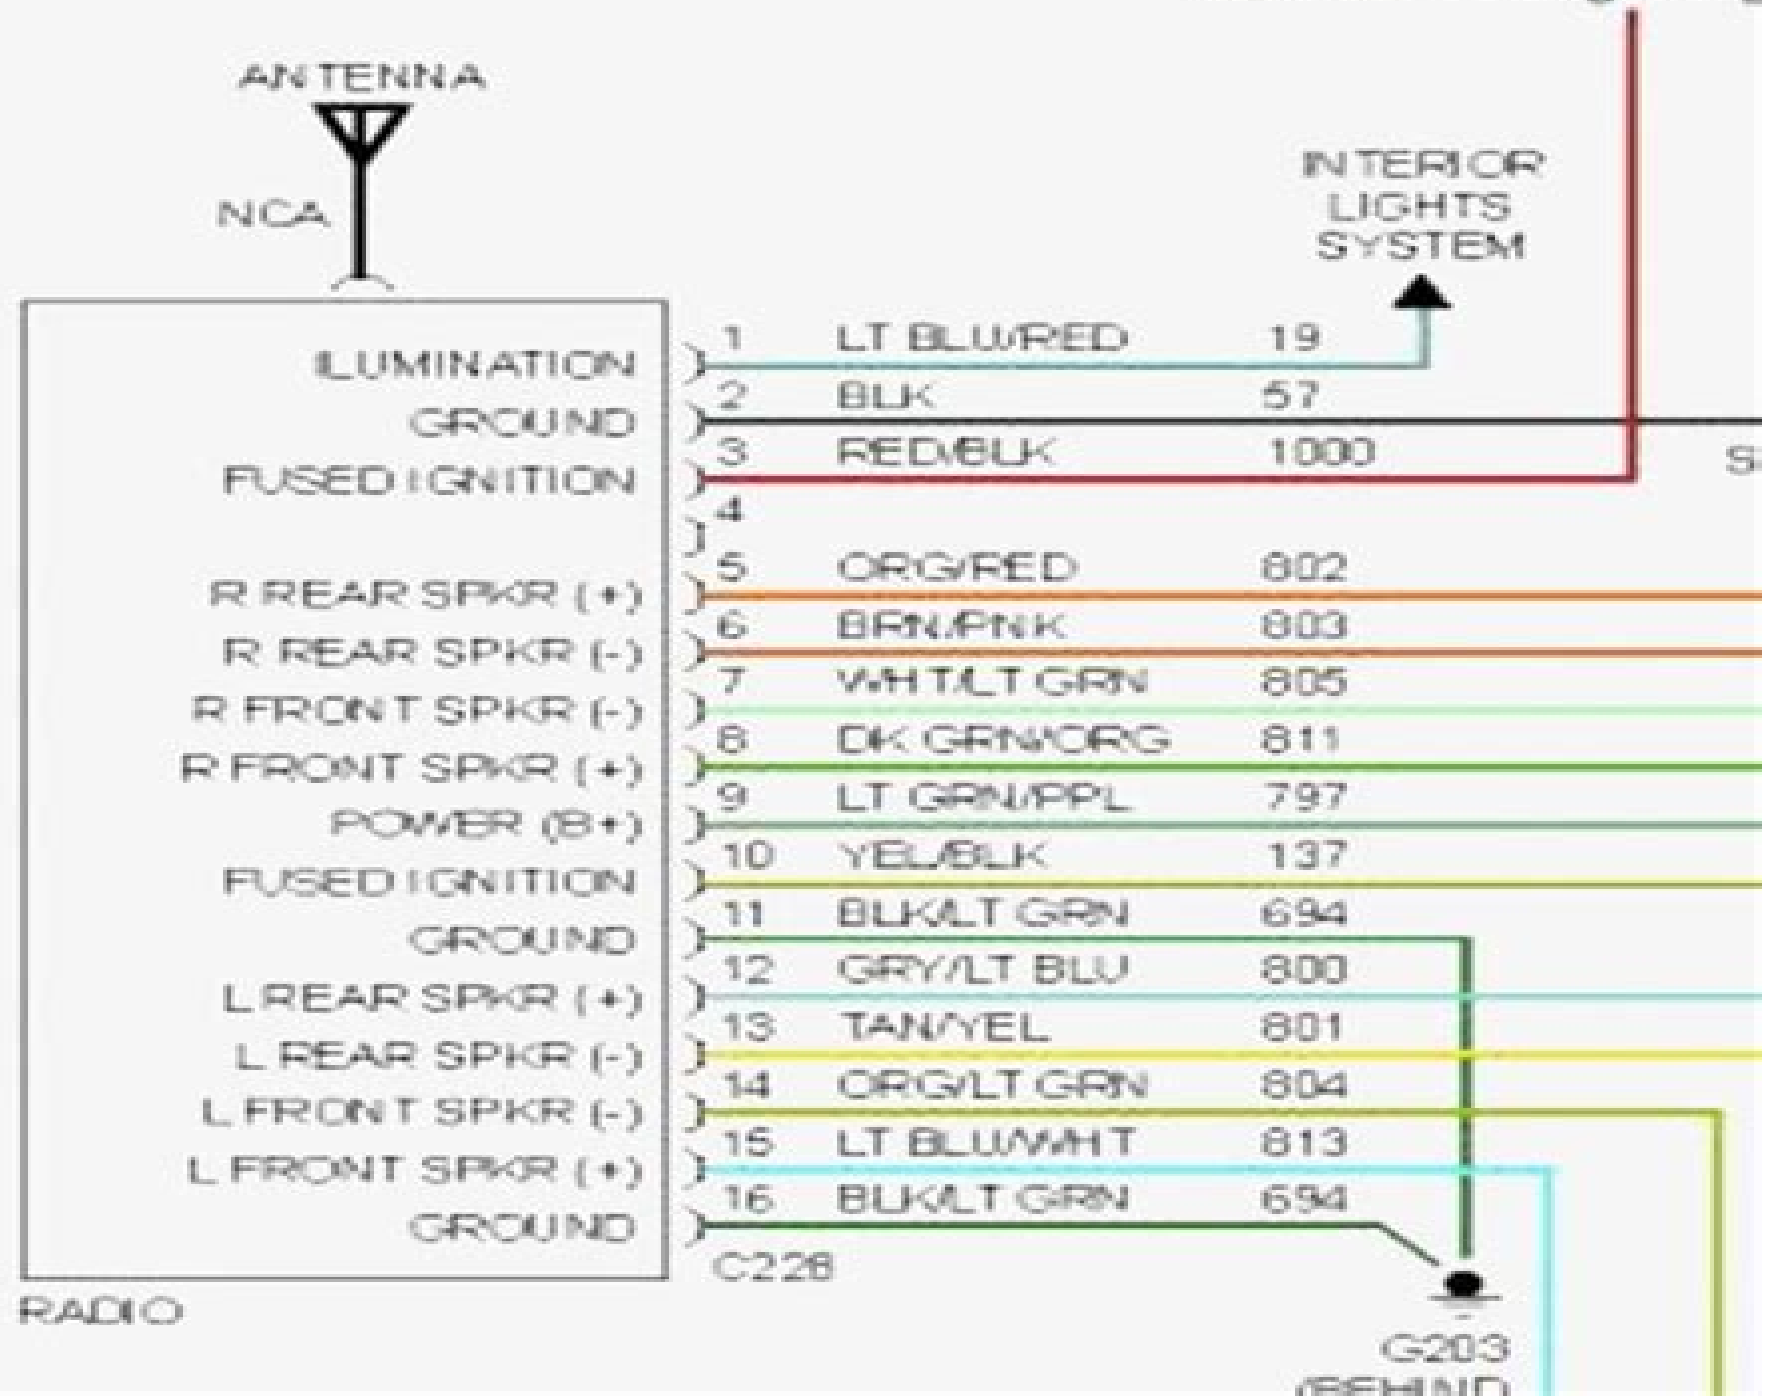 ANTENNA
NCA
INTERIOR
LIGHTS
SYSTEM
ILLUMINATION 1 LT BLU/RED 19
GROUND 2 BLK 57
FUSED IGNITION 3 RED/BLK 1000
4
R REAR SPKR (+) 5 ORG/RED 802
R REAR SPKR (-) 6 BRN/PNK 803
R FRONT SPKR (-) 7 WHT/LT GRN 805
R FRONT SPKR (+) 8 DK GRN/ORG 811
POWER (B+) 9 LT GRN/PPL 797
FUSED IGNITION 10 YEL/BLK 137
GROUND 11 BLK/LT GRN 694
L REAR SPKR (+) 12 GRY/LT BLU 800
L REAR SPKR (-) 13 TAN/YEL 801
L FRONT SPKR (-) 14 ORG/LT GRN 804
L FRONT SPKR (+) 15 LT BLU/WHT 813
GROUND 16 BLK/LT GRN 694
C228
RADIO
G203
(BEHIND